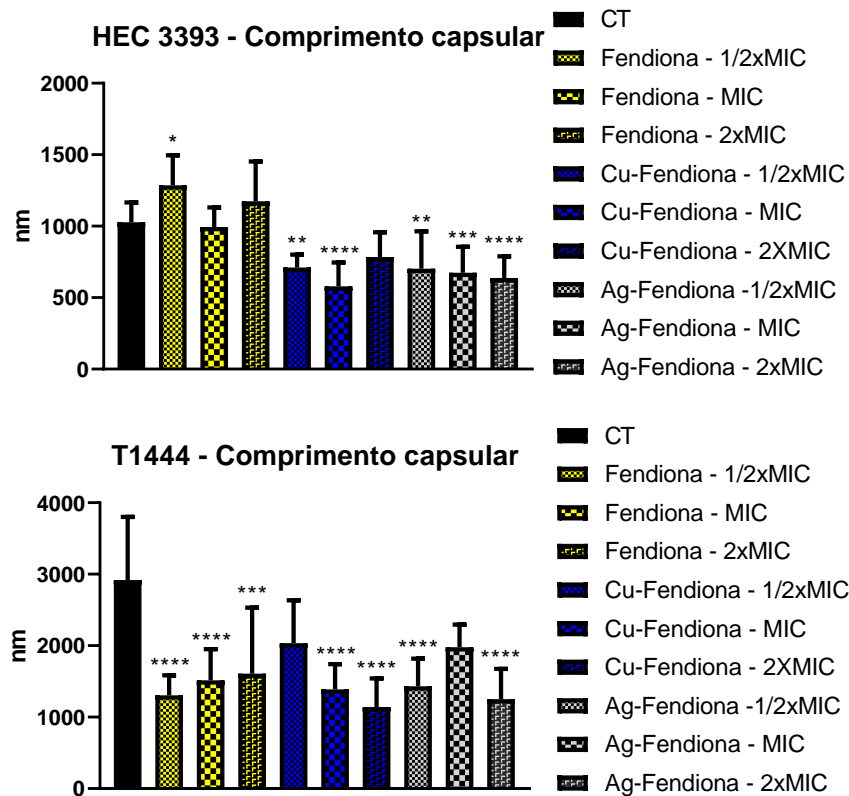 HEC 3393 - Comprimento capsular
2000
1500
1000
500
0
nm
*
**
****
**
***
****
CT
Fendiona - 1/2xMIC
Fendiona - MIC
Fendiona - 2xMIC
Cu-Fendiona - 1/2xMIC
Cu-Fendiona - MIC
Cu-Fendiona - 2XMIC
Ag-Fendiona -1/2xMIC
Ag-Fendiona - MIC
Ag-Fendiona - 2xMIC
T1444 - Comprimento capsular
4000
3000
2000
1000
0
nm
****
****
***
****
****
****
****
CT
Fendiona - 1/2xMIC
Fendiona - MIC
Fendiona - 2xMIC
Cu-Fendiona - 1/2xMIC
Cu-Fendiona - MIC
Cu-Fendiona - 2XMIC
Ag-Fendiona -1/2xMIC
Ag-Fendiona - MIC
Ag-Fendiona - 2xMIC